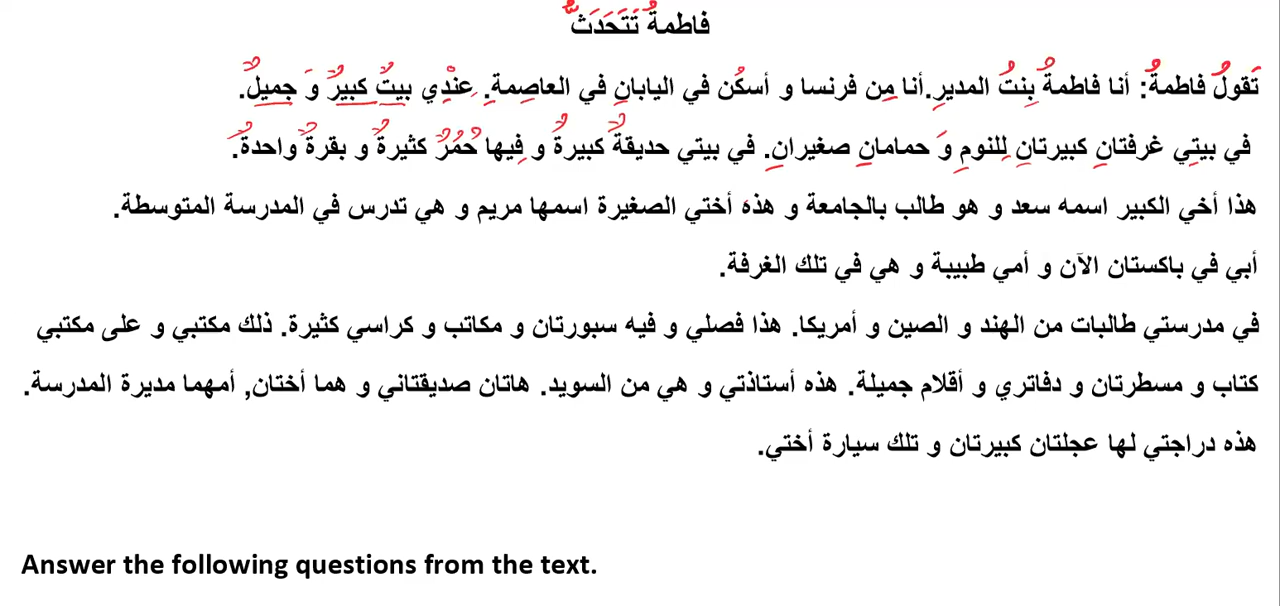 فاطمةُ تَتَحَدَثُّ
تَقولُ فاطمةُ: أنا فاطمةُ بِنتُ المديرِ.أنا مِن فرنسا و أسكُن في اليابانِ في العاصِمةِ. عِنْدِي بيتٌ كبيرٌ وَ جميلٌ.
في بيتِي غرفتانِ كبيرتانِ لِلنومِ وَ حمامانِ صغيرانِ. في بيتي حديقةٌ كبيرةٌ و فِيها حُمُرٌ كثيرةٌ و بقرةٌ واحدةٌ.
هذا أخي الكبير اسمه سعد و هو طالب بالجامعة و هذه أختي الصغيرة اسمها مريم و هي تدرس في المدرسة المتوسطة.
أبي في باكستان الآن و أمي طبيبة و هي في تلك الغرفة.
في مدرستي طالبات من الهند و الصين و أمريكا. هذا فصلي و فيه سبورتان و مكاتب و كراسي كثيرة. ذلك مكتبي و على مكتبي
كتاب و مسطرتان و دفاتري و أقلام جميلة. هذه أستاذتي و هي من السويد. هاتان صديقتاني و هما أختان, أمهما مديرة المدرسة.
هذه دراجتي لها عجلتان كبيرتان و تلك سيارة أختي.
Answer the following questions from the text.